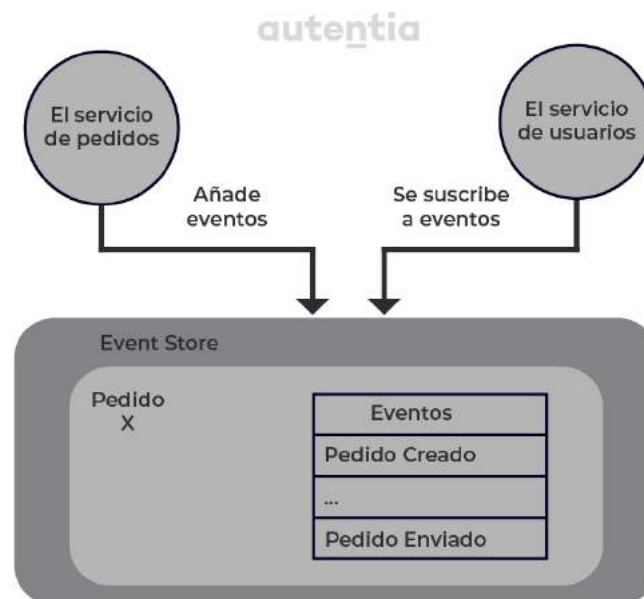 autentia
El servicio
de pedidos
El servicio
de usuarios
Añade
eventos
Se suscribe
a eventos
Event Store
Pedido
X
Eventos
Pedido Creado
...
Pedido Enviado